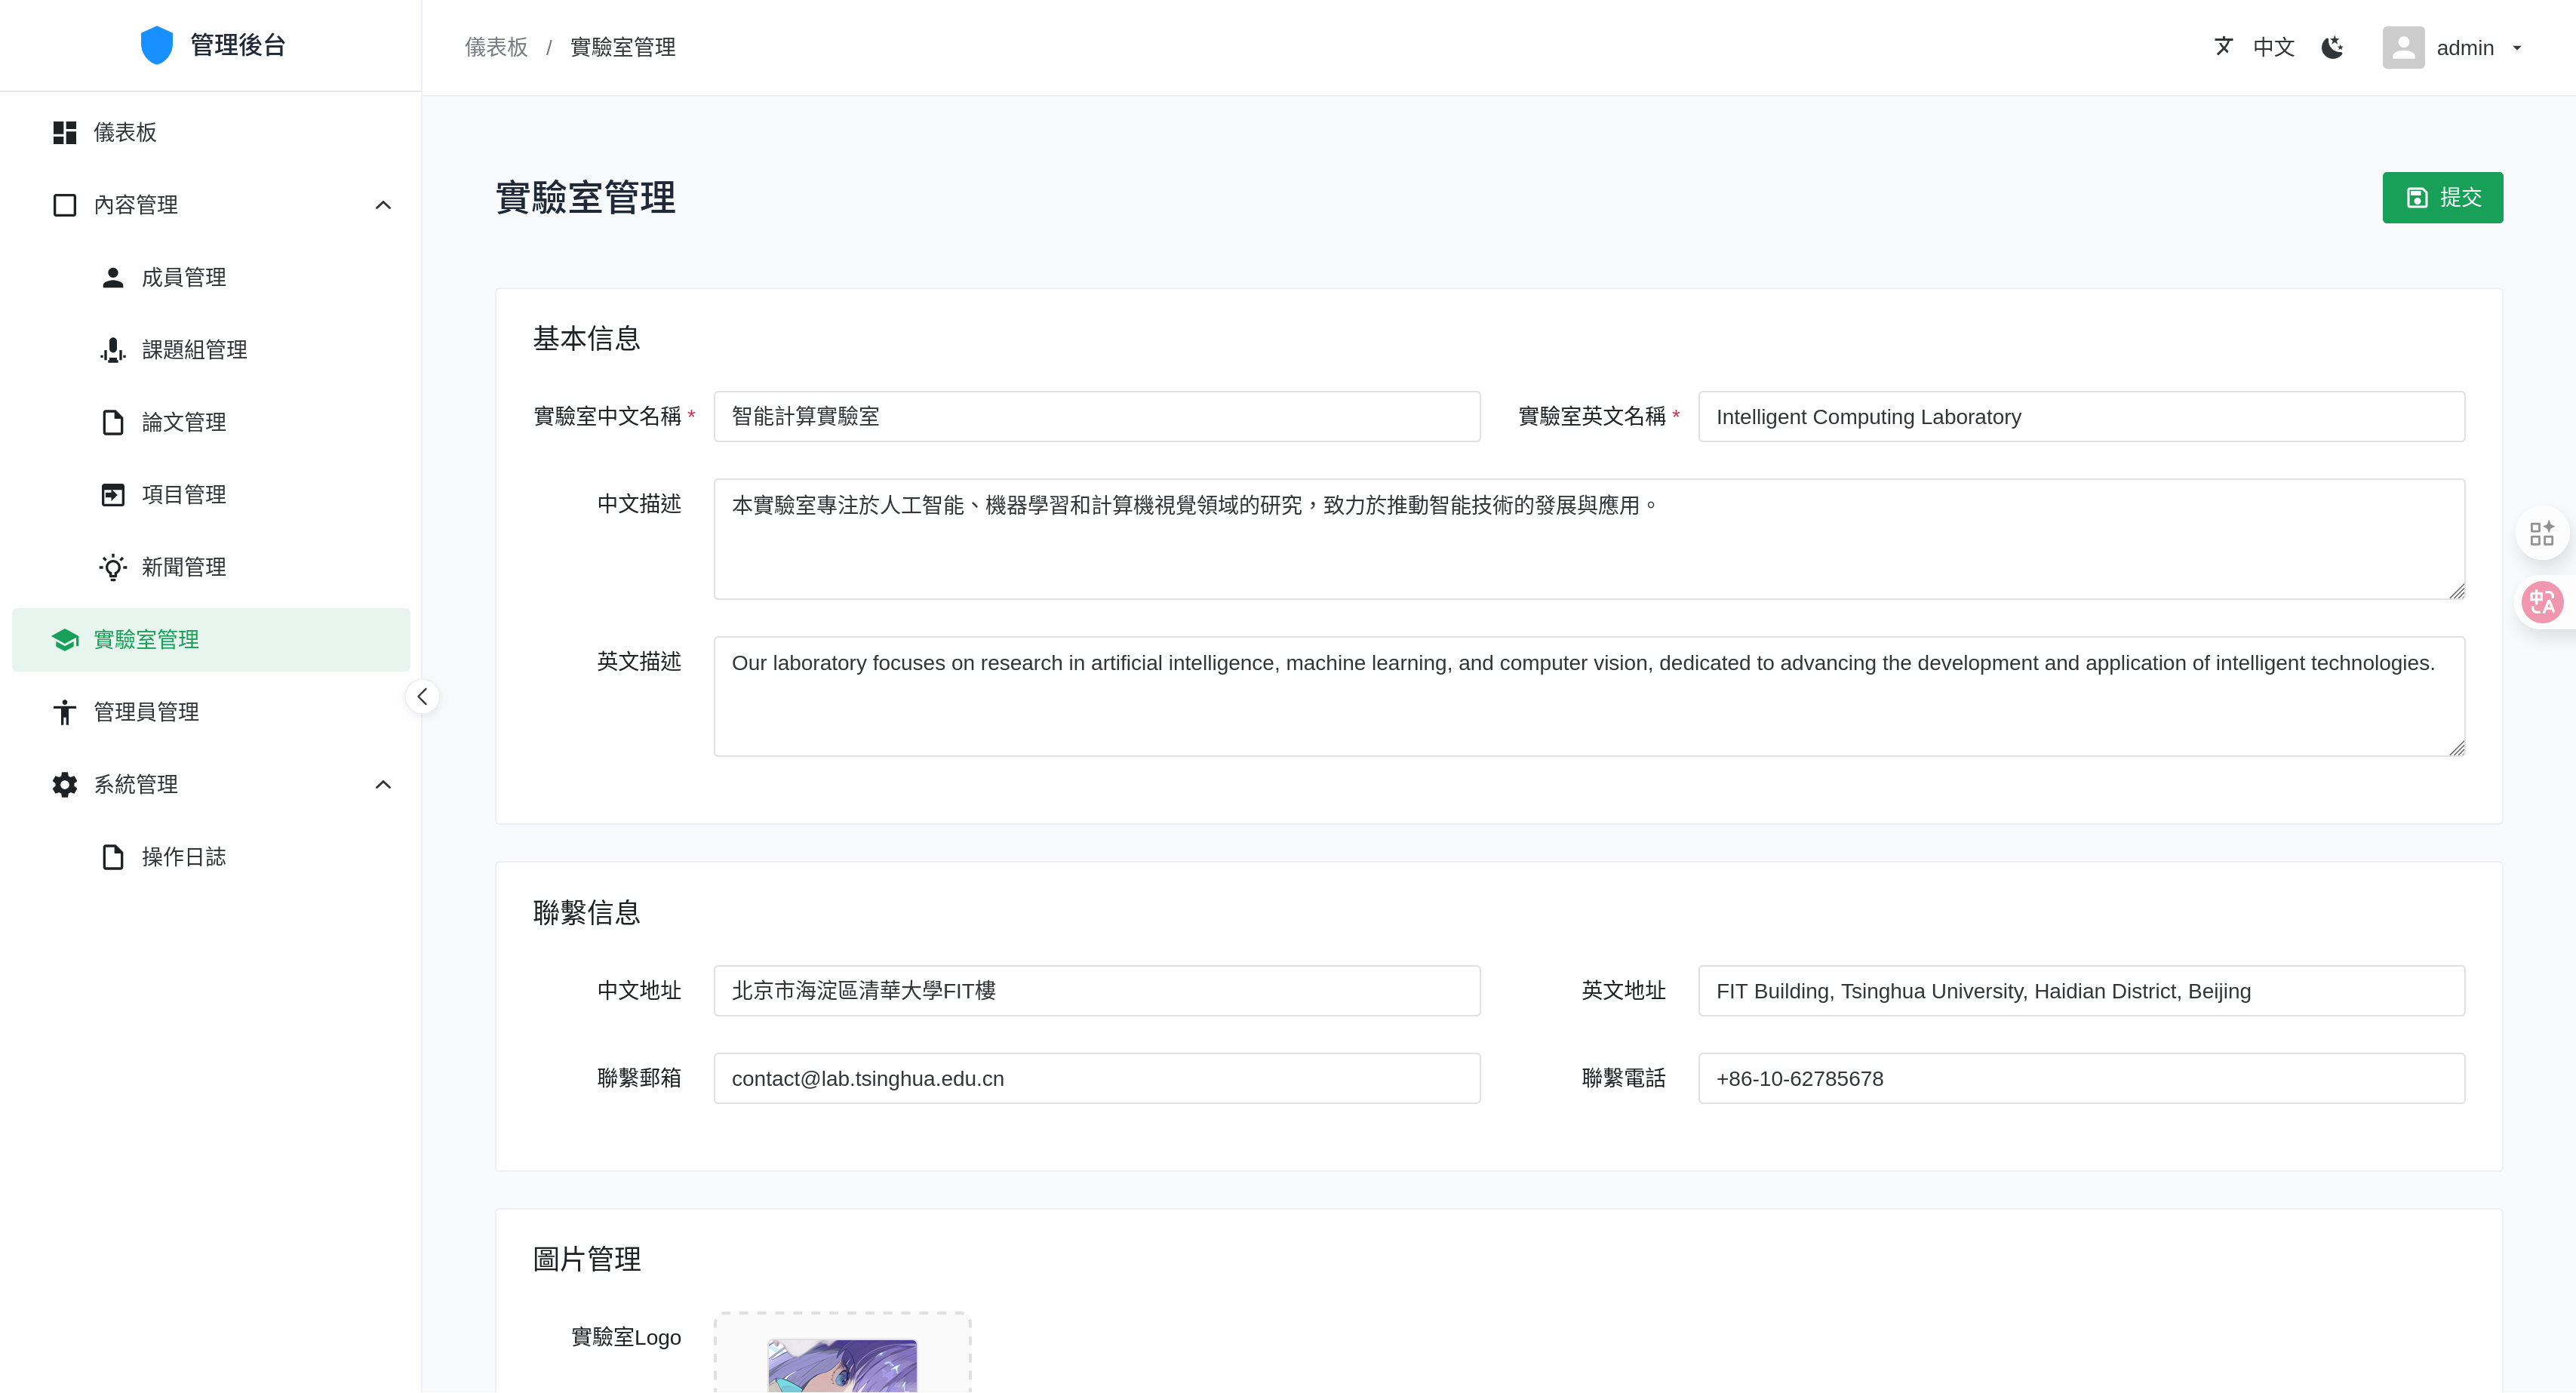 管理後台
儀表板 / 實驗室管理
中文
admin
儀表板
內容管理
成員管理
課題組管理
論文管理
項目管理
新聞管理
實驗室管理
管理員管理
系統管理
操作日誌
實驗室管理
提交
基本信息
實驗室中文名稱 * 智能計算實驗室
實驗室英文名稱 * Intelligent Computing Laboratory
中文描述 本實驗室專注於人工智能、機器學習和計算機視覺領域的研究，致力於推動智能技術的發展與應用。
英文描述 Our laboratory focuses on research in artificial intelligence, machine learning, and computer vision, dedicated to advancing the development and application of intelligent technologies.
聯繫信息
中文地址 北京市海淀區清華大學FIT樓
英文地址 FIT Building, Tsinghua University, Haidian District, Beijing
聯繫郵箱 contact@lab.tsinghua.edu.cn
聯繫電話 +86-10-62785678
圖片管理
實驗室Logo